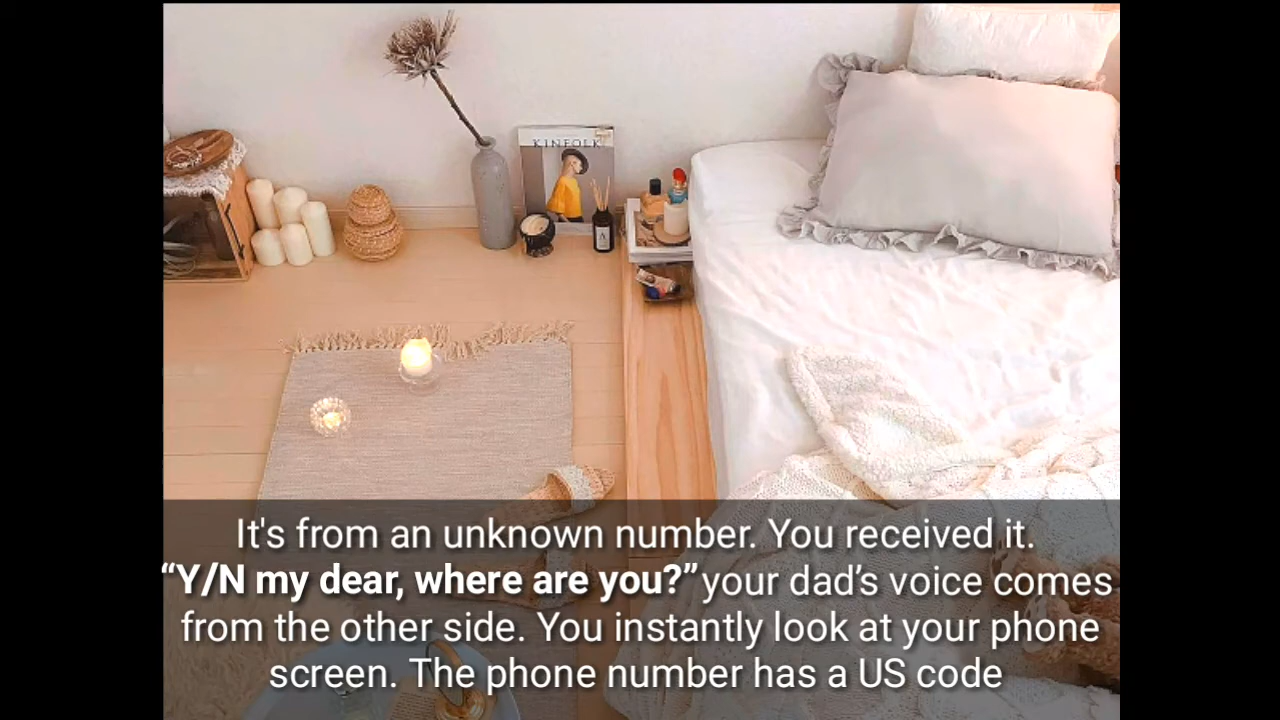 KINFOLK
It's from an unknown number. You received it.
“Y/N my dear, where are you?” your dad’s voice comes
from the other side. You instantly look at your phone
screen. The phone number has a US code